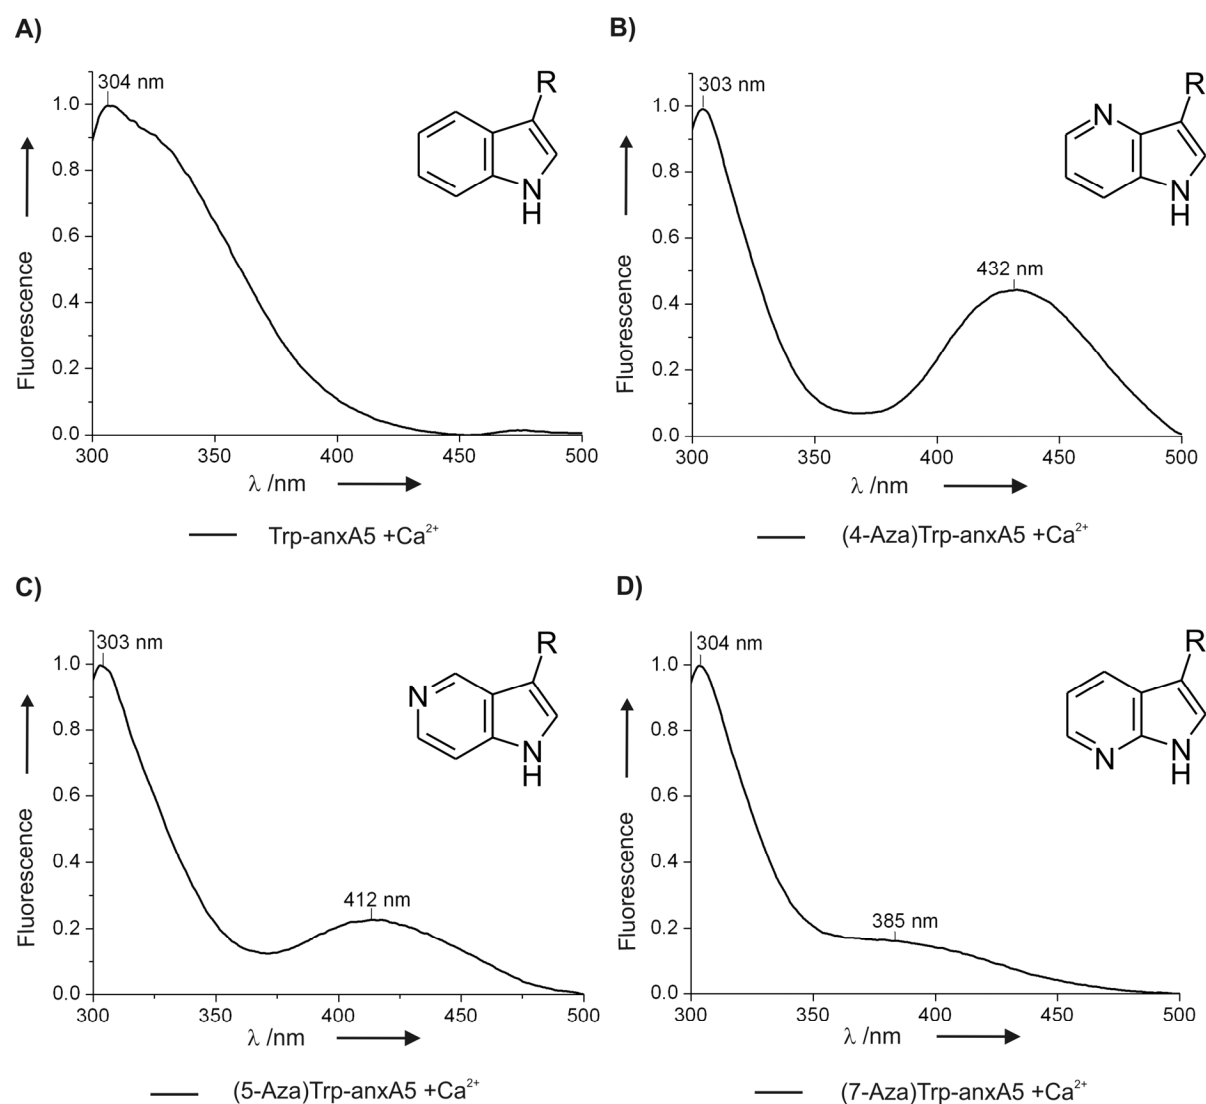 A)
304 nm
R
N
H
1.0
0.8
0.6
0.4
0.2
0.0
Fluorescence
300 350 400 450 500
λ /nm
Trp-anxA5 +Ca²⁺
B)
303 nm
432 nm
N
R
N
H
1.0
0.8
0.6
0.4
0.2
0.0
Fluorescence
300 350 400 450 500
λ /nm
(4-Aza)Trp-anxA5 +Ca²⁺
C)
303 nm
412 nm
R
N
N
H
1.0
0.8
0.6
0.4
0.2
0.0
Fluorescence
300 350 400 450 500
λ /nm
(5-Aza)Trp-anxA5 +Ca²⁺
D)
304 nm
385 nm
R
N
N
H
1.0
0.8
0.6
0.4
0.2
0.0
Fluorescence
300 350 400 450 500
λ /nm
(7-Aza)Trp-anxA5 +Ca²⁺